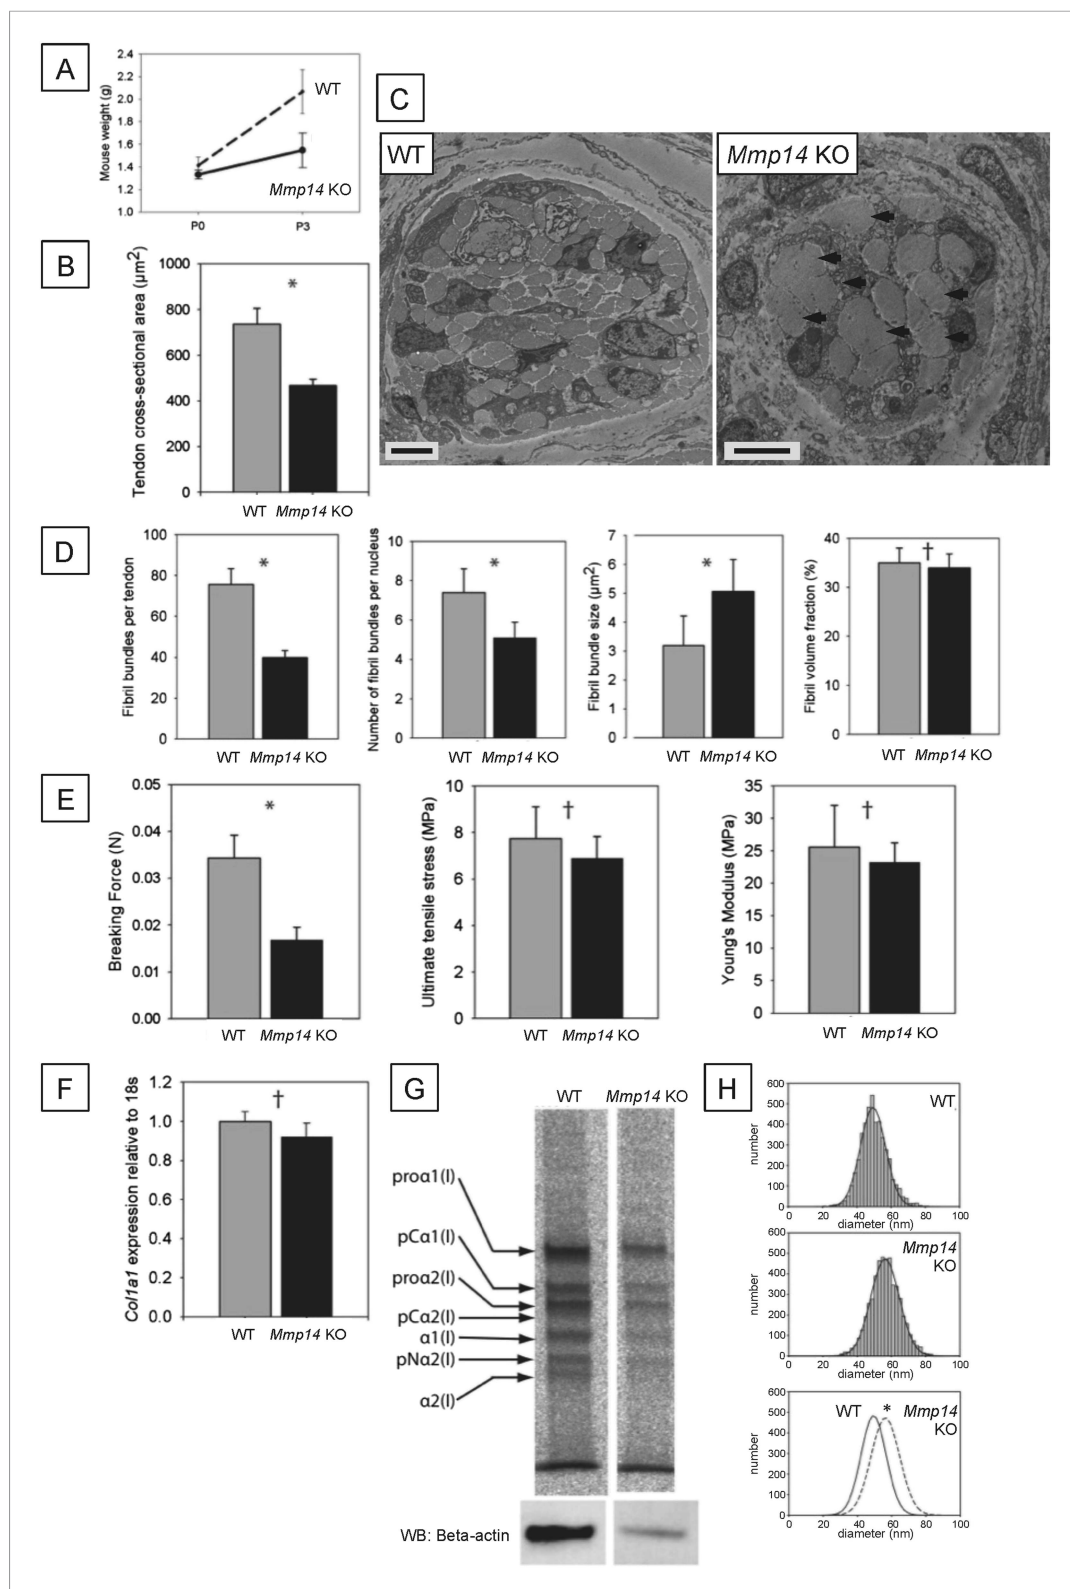 A
Mouse weight (g)
2.4
2.2
2.0
1.8
1.6
1.4
1.2
1.0
WT
Mmp14 KO
P0 P3
B
Tendon cross-sectional area (µm²)
1000
800
600
400
200
0
*
WT Mmp14 KO
C
WT
Mmp14 KO
D
Fibril bundles per tendon
100
80
60
40
20
0
*
WT Mmp14 KO
Number of fibril bundles per nucleus
10
8
6
4
2
0
*
WT Mmp14 KO
Fibril bundle size (µm²)
7
6
5
4
3
2
1
0
*
WT Mmp14 KO
Fibril volume fraction (%)
40
30
20
10
0
†
WT Mmp14 KO
E
Breaking Force (N)
0.05
0.04
0.03
0.02
0.01
0.00
*
WT Mmp14 KO
Ultimate tensile stress (MPa)
10
8
6
4
2
0
†
WT Mmp14 KO
Young's Modulus (MPa)
35
30
25
20
15
10
5
0
†
WT Mmp14 KO
F
Col1a1 expression relative to 18s
1.2
1.0
0.8
0.6
0.4
0.2
0.0
†
WT Mmp14 KO
G
WT Mmp14 KO
proα1(I)
pCα1(I)
proα2(I)
pCα2(I)
α1(I)
pNα2(I)
α2(I)
WB: Beta-actin
H
number
600
500
400
300
200
100
0
WT
0 20 40 60 80 100
diameter (nm)
number
600
500
400
300
200
100
0
Mmp14
KO
0 20 40 60 80 100
diameter (nm)
number
600
500
400
300
200
100
0
WT * Mmp14
KO
0 20 40 60 80 100
diameter (nm)